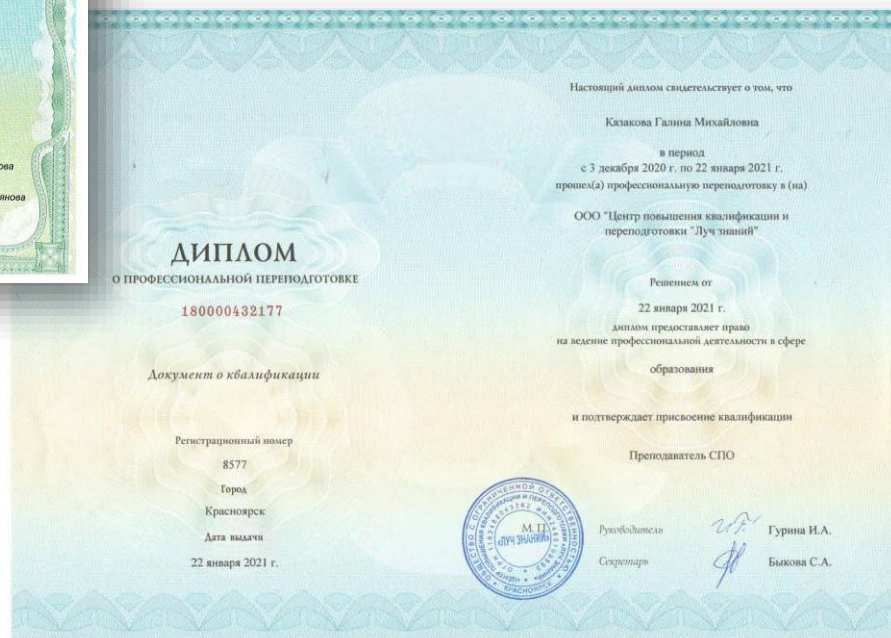 ова
янова
ДИПЛОМ
О ПРОФЕССИОНАЛЬНОЙ ПЕРЕПОДГОТОВКЕ
180000432177
Документ о квалификации
Регистрационный номер
8577
Город
Красноярск
Дата выдачи
22 января 2021 г.
Настоящий диплом свидетельствует о том, что
Казакова Галина Михайловна
в период
с 3 декабря 2020 г. по 22 января 2021 г.
прошел(а) профессиональную переподготовку в (на)
ООО "Центр повышения квалификации и
переподготовки "Луч знаний"
Решением от
22 января 2021 г.
диплом предоставляет право
на ведение профессиональной деятельности в сфере
образования
и подтверждает присвоение квалификации
Преподаватель СПО
М.П.
«ЛУЧ ЗНАНИЙ»
КРАСНОЯРСК
Руководитель
Гурина И.А.
Секретарь
Быкова С.А.